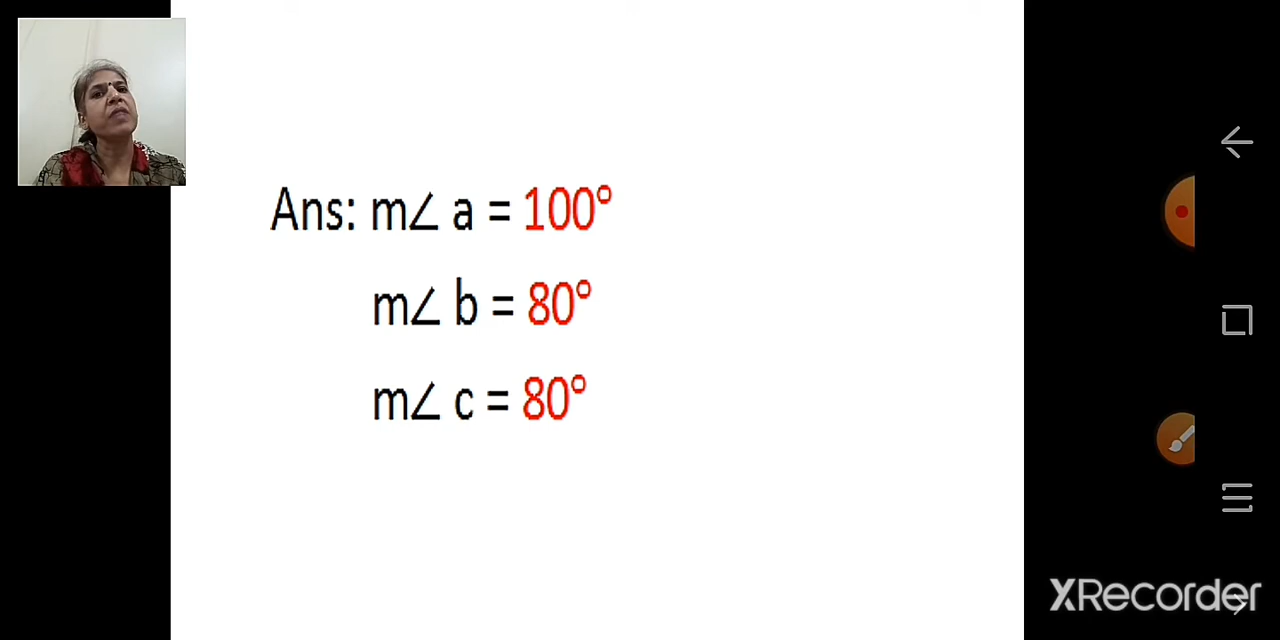 Ans: m∠ a = 100°
m∠ b = 80°
m∠ c = 80°
XRecorder